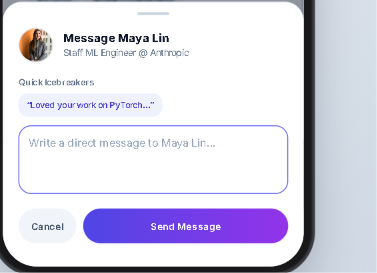 Message Maya Lin
Staff ML Engineer @ Anthropic
Quick Icebreakers
“Loved your work on PyTorch...”
Write a direct message to Maya Lin...
Cancel
Send Message